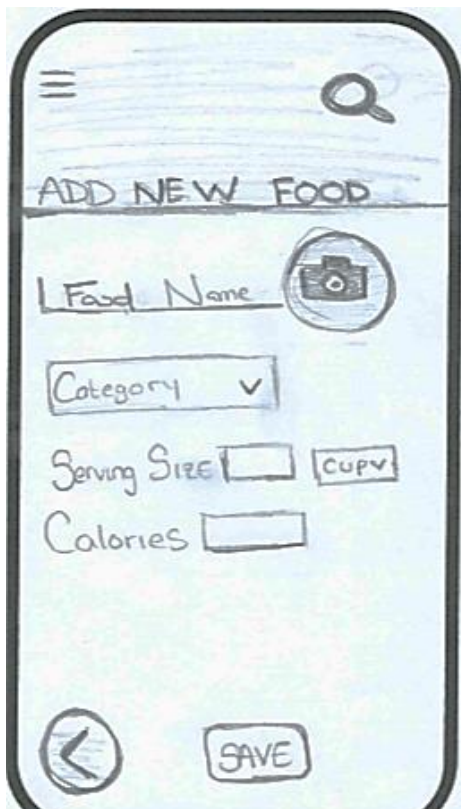 ADD NEW FOOD
Food Name
Category
Serving Size CUP
Calories
SAVE